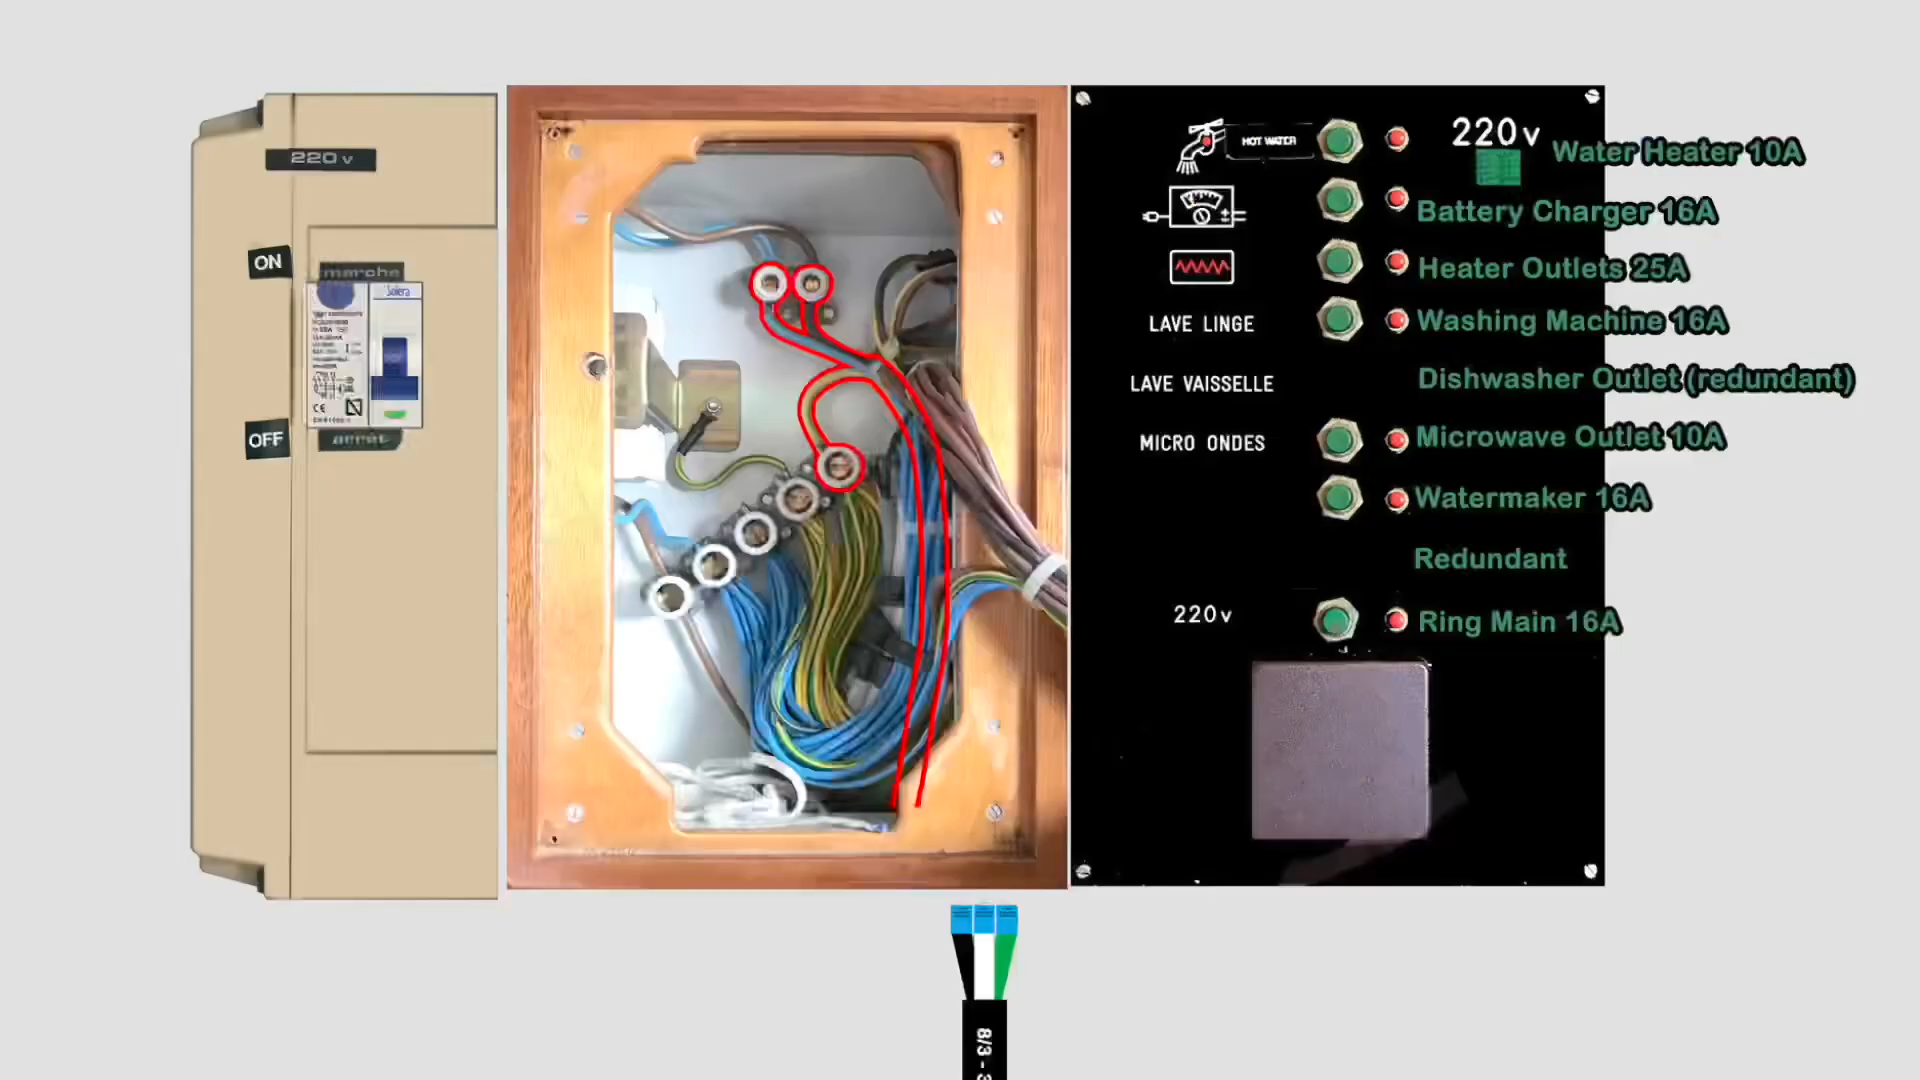 220 v
ON
marche
Solera
OFF
arrêt
HOT WATER
220v
Water Heater 10A
Battery Charger 16A
Heater Outlets 25A
LAVE LINGE
Washing Machine 16A
LAVE VAISSELLE
Dishwasher Outlet (redundant)
MICRO ONDES
Microwave Outlet 10A
Watermaker 16A
Redundant
220v
Ring Main 16A
8/3 -